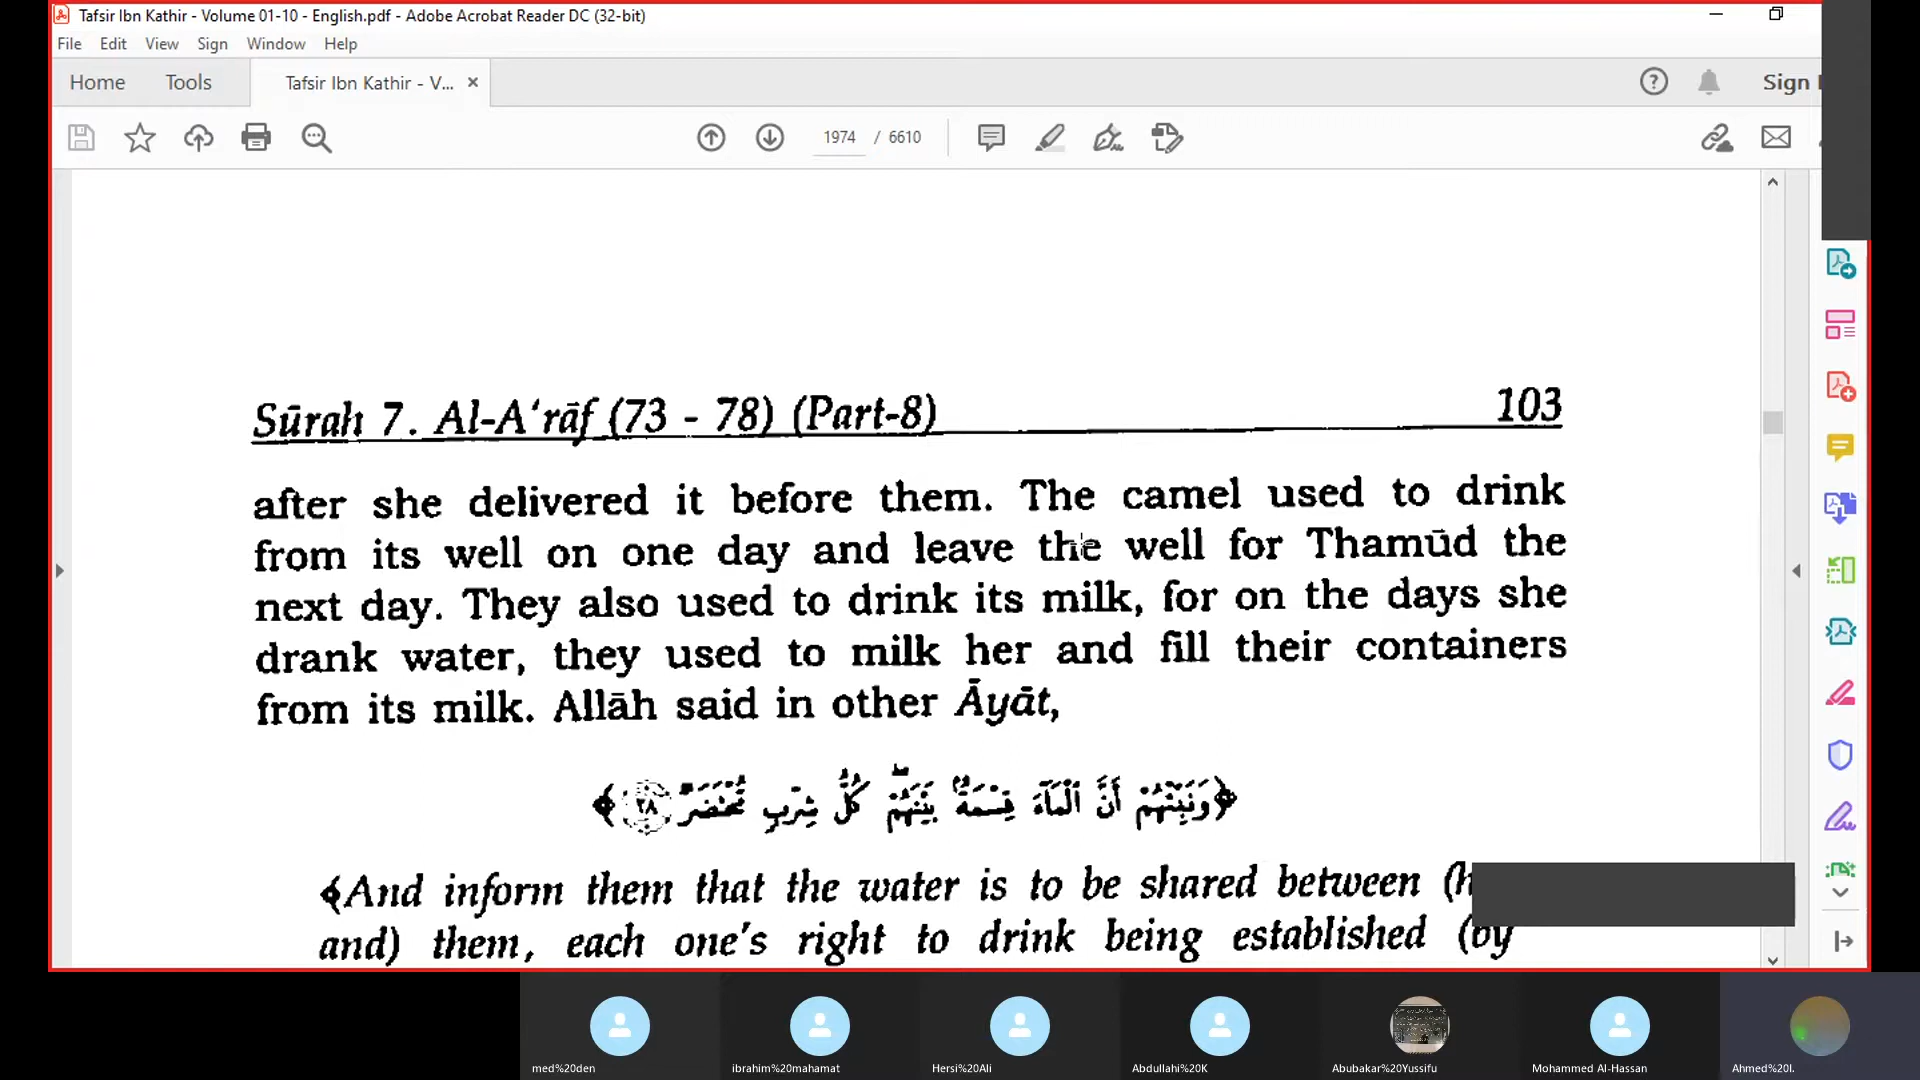 Tafsir Ibn Kathir - Volume 01-10 - English.pdf - Adobe Acrobat Reader DC (32-bit)
File Edit View Sign Window Help
Home Tools Tafsir Ibn Kathir - V... Sign
1974 / 6610
Sūrah 7. Al-A‘rāf (73 - 78) (Part-8) 103
after she delivered it before them. The camel used to drink
from its well on one day and leave the well for Thamūd the
next day. They also used to drink its milk, for on the days she
drank water, they used to milk her and fill their containers
from its milk. Allāh said in other Āyāt,
﴿وَنَبِّئْهُمْ أَنَّ الْمَآءَ قِسْمَةٌ بَيْنَهُمْ كُلُّ شِرْبٍ مُّحْتَضَرٌ ٢٨﴾
﴾And inform them that the water is to be shared between (h
and) them, each one's right to drink being established (by
med%20den ibrahim%20mahamat Hersi%20Ali Abdullahi%20K Abubakar%20Yussifu Mohammed Al-Hassan Ahmed%20I.